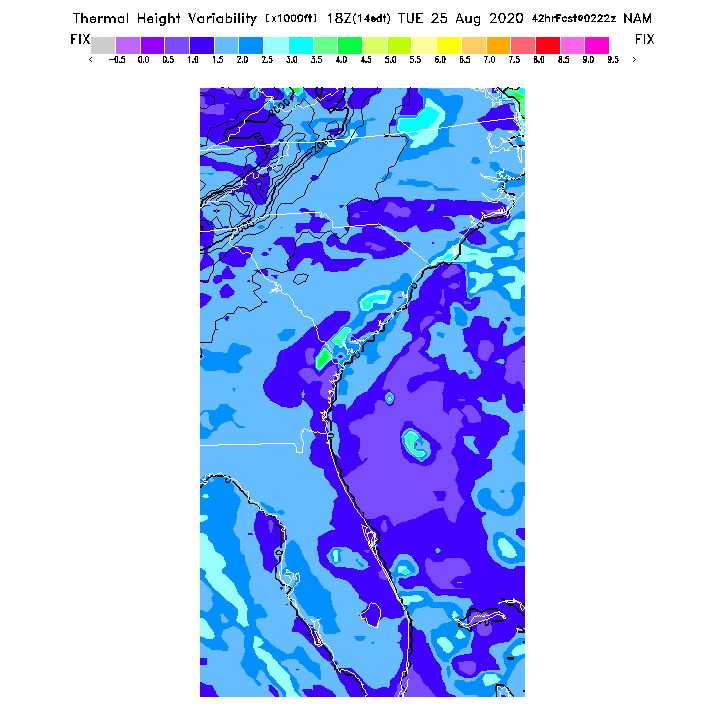 Thermal Height Variability [x1000ft] 18Z(14edt) TUE 25 Aug 2020 42hrFcst@0222z NAM
FIX FIX
< -0.5 0.0 0.5 1.0 1.5 2.0 2.5 3.0 3.5 4.0 4.5 5.0 5.5 6.0 6.5 7.0 7.5 8.0 8.5 9.0 9.5 >